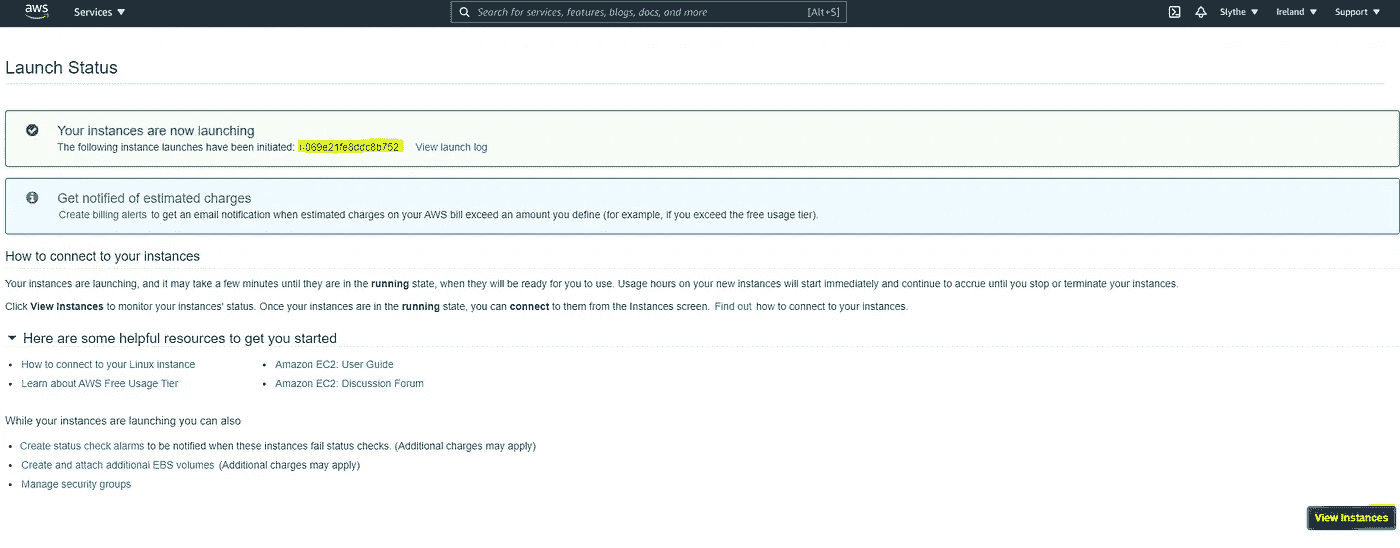 aws Services Search for services, features, blogs, docs, and more [Alt+S] Slythe Ireland Support
Launch Status
Your instances are now launching
The following instance launches have been initiated: i-069e21fe8ddc8b752 View launch log
Get notified of estimated charges
Create billing alerts to get an email notification when estimated charges on your AWS bill exceed an amount you define (for example, if you exceed the free usage tier).
How to connect to your instances
Your instances are launching, and it may take a few minutes until they are in the running state, when they will be ready for you to use. Usage hours on your new instances will start immediately and continue to accrue until you stop or terminate your instances.
Click View Instances to monitor your instances' status. Once your instances are in the running state, you can connect to them from the Instances screen. Find out how to connect to your instances.
Here are some helpful resources to get you started
• How to connect to your Linux instance • Amazon EC2: User Guide
• Learn about AWS Free Usage Tier • Amazon EC2: Discussion Forum
While your instances are launching you can also
• Create status check alarms to be notified when these instances fail status checks. (Additional charges may apply)
• Create and attach additional EBS volumes (Additional charges may apply)
• Manage security groups
View Instances